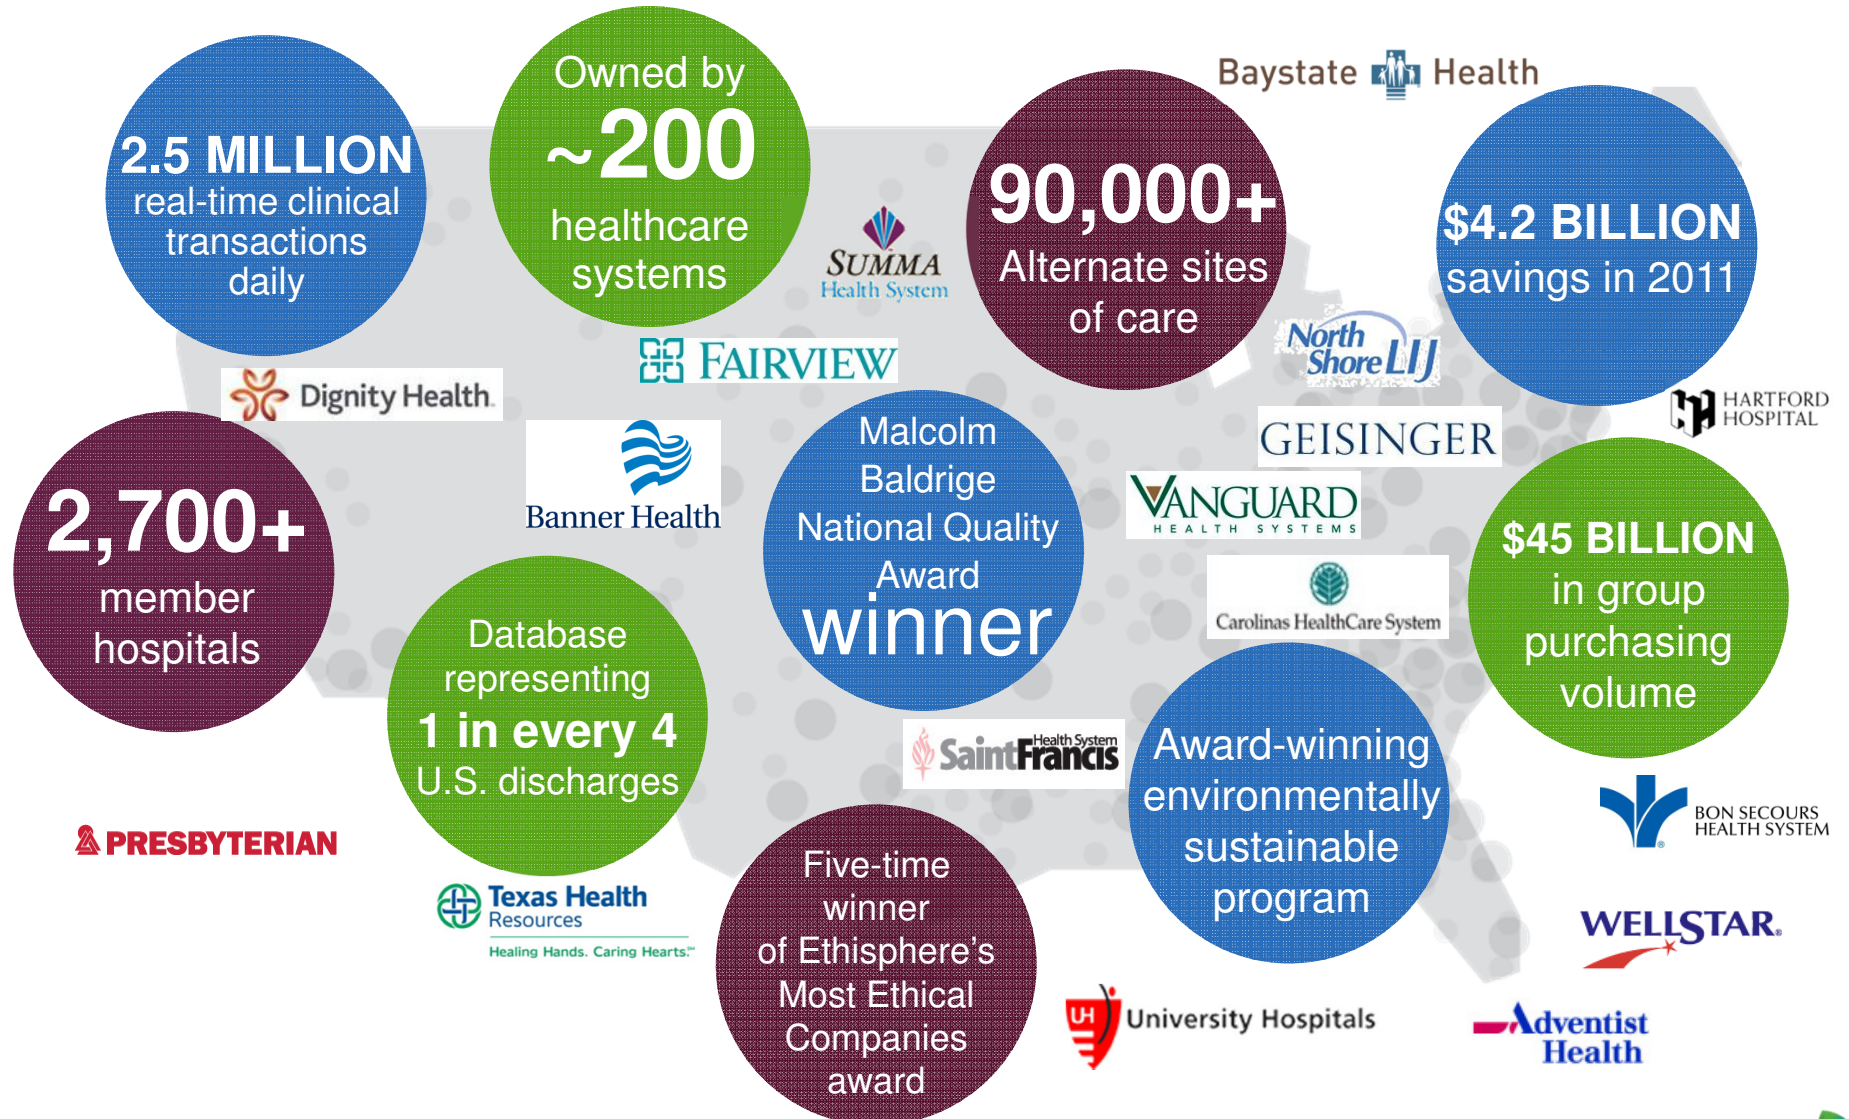 2.5 MILLION
real-time clinical
transactions
daily
Owned by
~200
healthcare
systems
SUMMA
Health System
90,000+
Alternate sites
of care
Baystate Health
$4.2 BILLION
savings in 2011
North
Shore LIJ
FAIRVIEW
Dignity Health
HARTFORD
HOSPITAL
2,700+
member
hospitals
Banner Health
Malcolm
Baldrige
National Quality
Award
winner
GEISINGER
VANGUARD
HEALTH SYSTEMS
Carolinas HealthCare System
$45 BILLION
in group
purchasing
volume
Database
representing
1 in every 4
U.S. discharges
Saint Francis
Health System
Award-winning
environmentally
sustainable
program
BON SECOURS
HEALTH SYSTEM
PRESBYTERIAN
Texas Health
Resources
Healing Hands. Caring Hearts.℠
Five-time
winner
of Ethisphere's
Most Ethical
Companies
award
WELLSTAR®
UH University Hospitals
Adventist
Health